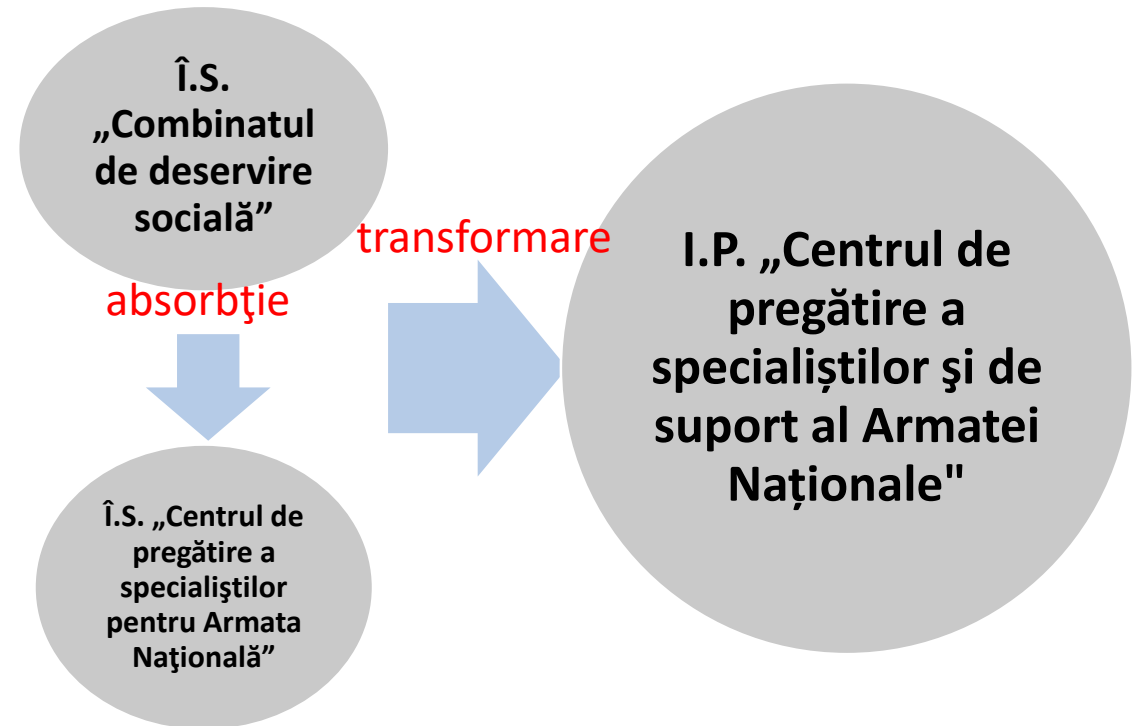 Î.S.
„Combinatul
de deservire
socială”
absorbţie
Î.S. „Centrul de
pregătire a
specialiştilor
pentru Armata
Naţională”
transformare
I.P. „Centrul de
pregătire a
specialiștilor şi de
suport al Armatei
Naționale"